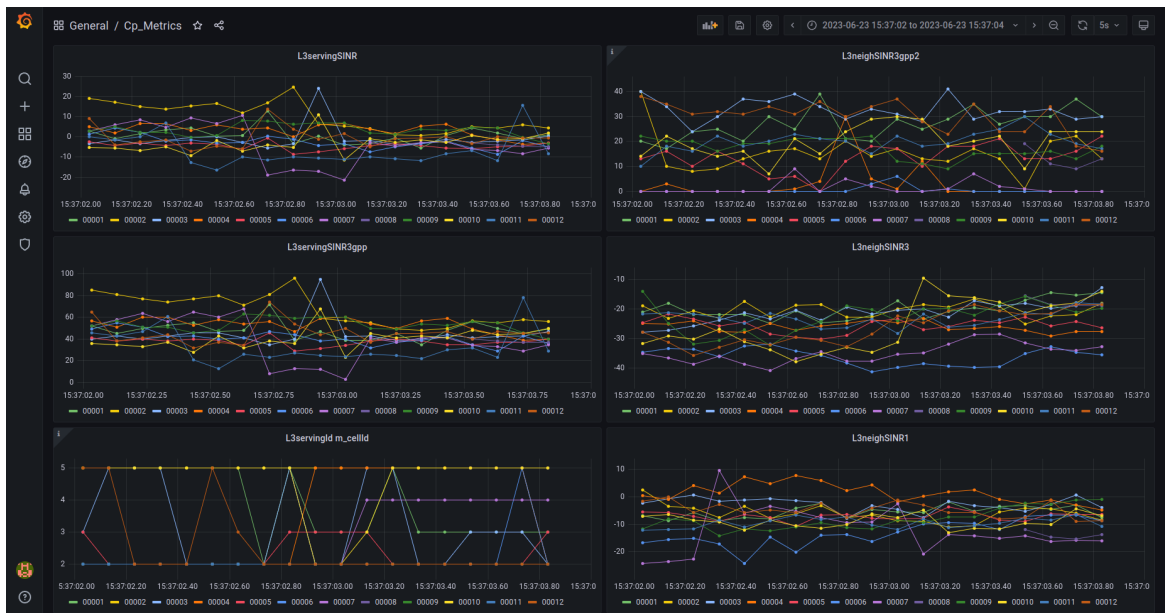 General / Cp_Metrics
2023-06-23 15:37:02 to 2023-06-23 15:37:04
5s
L3servingSINR
30
20
10
0
-10
-20
15:37:02.00 15:37:02.20 15:37:02.40 15:37:02.60 15:37:02.80 15:37:03.00 15:37:03.20 15:37:03.40 15:37:03.60 15:37:03.80 15:37:0
00001 00002 00003 00004 00005 00006 00007 00008 00009 00010 00011 00012
i
L3neighSINR3gpp2
40
30
20
10
0
15:37:02.00 15:37:02.20 15:37:02.40 15:37:02.60 15:37:02.80 15:37:03.00 15:37:03.20 15:37:03.40 15:37:03.60 15:37:03.80 15:37:0
00001 00002 00003 00004 00005 00006 00007 00008 00009 00010 00011 00012
L3servingSINR3gpp
100
80
60
40
20
0
15:37:02.00 15:37:02.25 15:37:02.50 15:37:02.75 15:37:03.00 15:37:03.25 15:37:03.50 15:37:03.75 15:37:0
00001 00002 00003 00004 00005 00006 00007 00008 00009 00010 00011 00012
L3neighSINR3
-10
-20
-30
-40
15:37:02.00 15:37:02.20 15:37:02.40 15:37:02.60 15:37:02.80 15:37:03.00 15:37:03.20 15:37:03.40 15:37:03.60 15:37:03.80 15:37:0
00001 00002 00003 00004 00005 00006 00007 00008 00009 00010 00011 00012
i
L3servingId m_cellId
5
4
3
2
5:37:02.00 15:37:02.20 15:37:02.40 15:37:02.60 15:37:02.80 15:37:03.00 15:37:03.20 15:37:03.40 15:37:03.60 15:37:03.80 15:37:0
00001 00002 00003 00004 00005 00006 00007 00008 00009 00010 00011 00012
L3neighSINR1
10
0
-10
-20
15:37:02.00 15:37:02.20 15:37:02.40 15:37:02.60 15:37:02.80 15:37:03.00 15:37:03.20 15:37:03.40 15:37:03.60 15:37:03.80 15:37:0
00001 00002 00003 00004 00005 00006 00007 00008 00009 00010 00011 00012